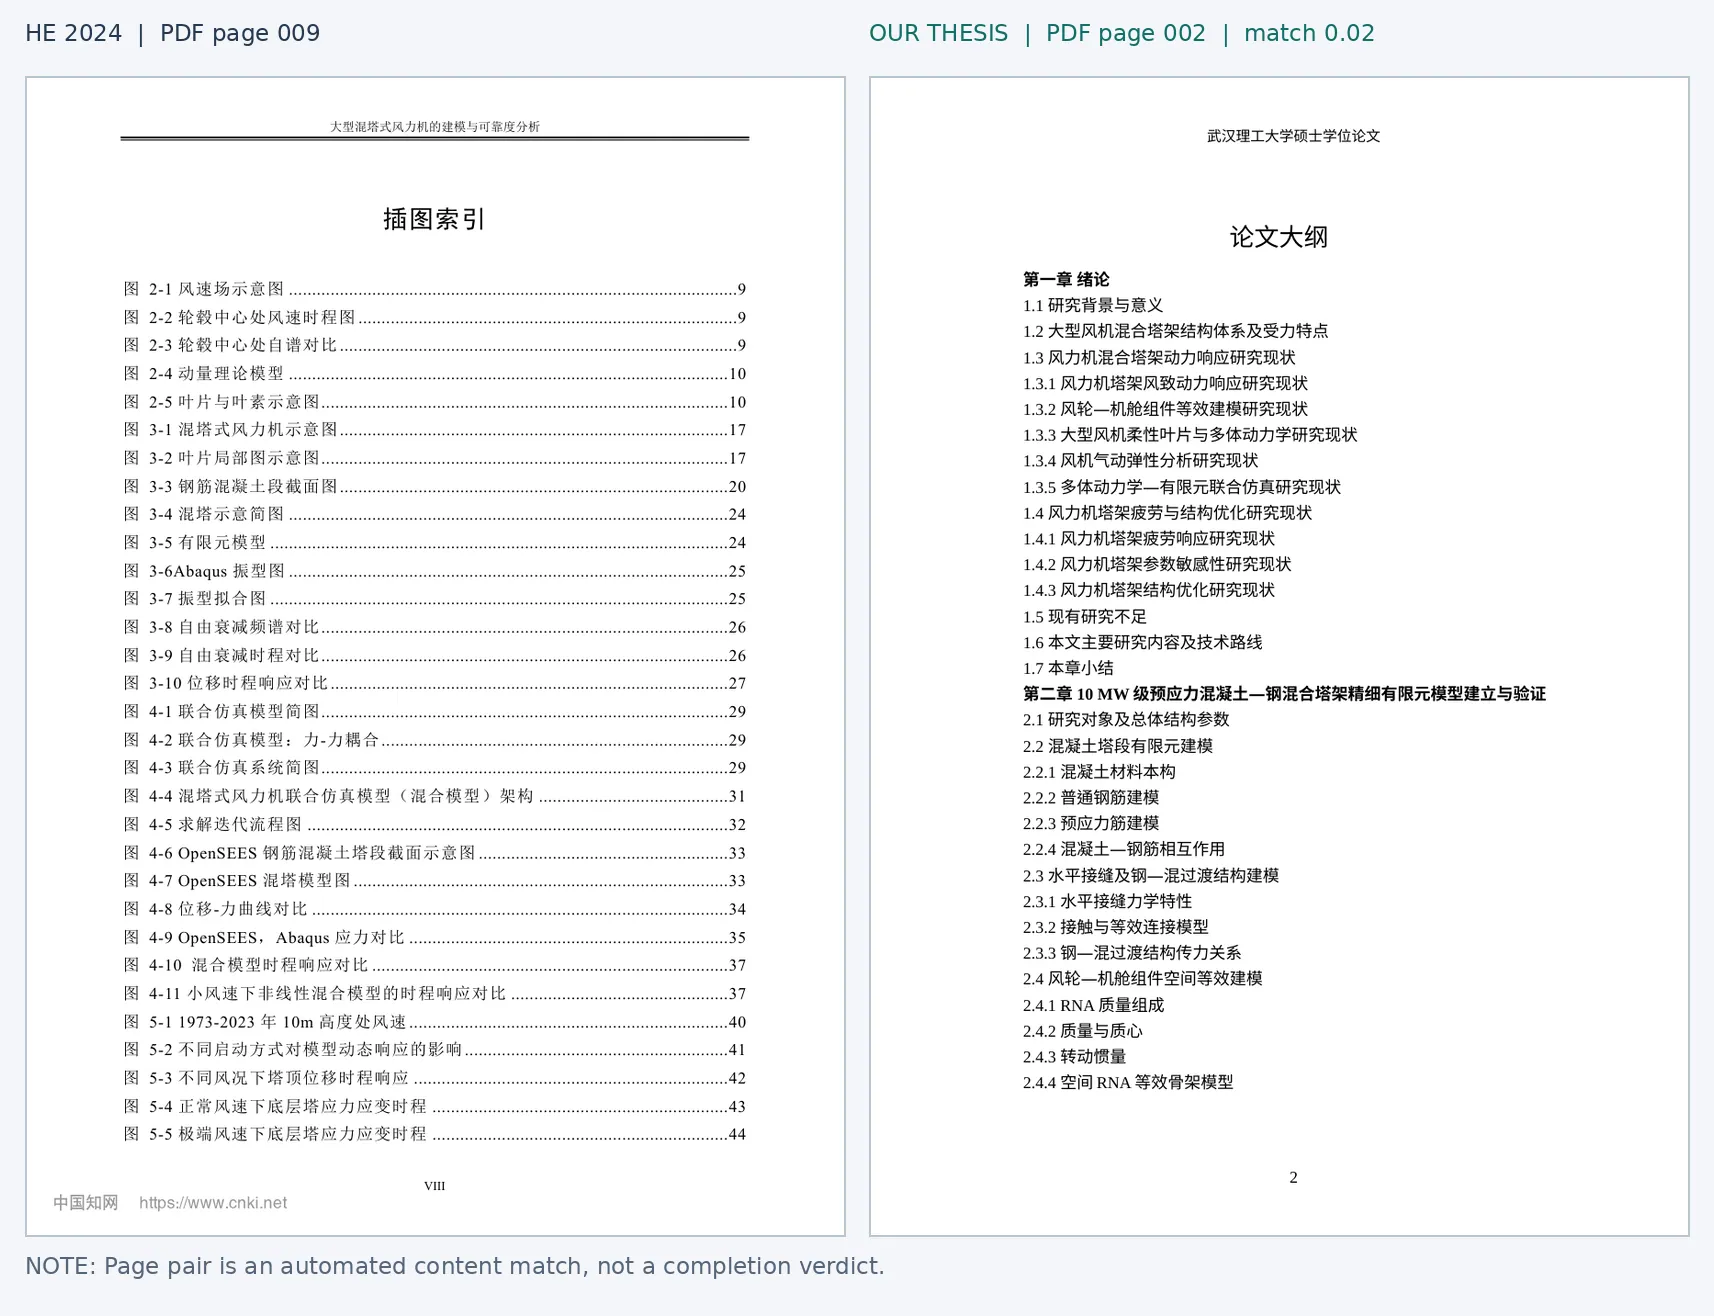 HE 2024 | PDF page 009
大型混塔式风力机的建模与可靠度分析
插图索引
图 2-1 风速场示意图 ................9
图 2-2 轮毂中心处风速时程图................9
图 2-3 轮毂中心处自谱对比................9
图 2-4 动量理论模型 ................10
图 2-5 叶片与叶素示意图................10
图 3-1 混塔式风力机示意图................17
图 3-2 叶片局部图示意图................17
图 3-3 钢筋混凝土段截面图................20
图 3-4 混塔示意简图 ................24
图 3-5 有限元模型 ................24
图 3-6Abaqus 振型图................25
图 3-7 振型拟合图 ................25
图 3-8 自由衰减频谱对比................26
图 3-9 自由衰减时程对比................26
图 3-10 位移时程响应对比................27
图 4-1 联合仿真模型简图................29
图 4-2 联合仿真模型：力-力耦合................29
图 4-3 联合仿真系统简图................29
图 4-4 混塔式风力机联合仿真模型（混合模型）架构 ................31
图 4-5 求解迭代流程图 ................32
图 4-6 OpenSEES 钢筋混凝土塔段截面示意图................33
图 4-7 OpenSEES 混塔模型图................33
图 4-8 位移-力曲线对比 ................34
图 4-9 OpenSEES，Abaqus 应力对比 ................35
图 4-10 混合模型时程响应对比................37
图 4-11 小风速下非线性混合模型的时程响应对比 ................37
图 5-1 1973-2023 年 10m 高度处风速................40
图 5-2 不同启动方式对模型动态响应的影响................41
图 5-3 不同风况下塔顶位移时程响应 ................42
图 5-4 正常风速下底层塔应力应变时程 ................43
图 5-5 极端风速下底层塔应力应变时程 ................44
VIII
中国知网 https://www.cnki.net
OUR THESIS | PDF page 002 | match 0.02
武汉理工大学硕士学位论文
论文大纲
第一章 绪论
1.1 研究背景与意义
1.2 大型风机混合塔架结构体系及受力特点
1.3 风力机混合塔架动力响应研究现状
1.3.1 风力机塔架风致动力响应研究现状
1.3.2 风轮—机舱组件等效建模研究现状
1.3.3 大型风机柔性叶片与多体动力学研究现状
1.3.4 风机气动弹性分析研究现状
1.3.5 多体动力学—有限元联合仿真研究现状
1.4 风力机塔架疲劳与结构优化研究现状
1.4.1 风力机塔架疲劳响应研究现状
1.4.2 风力机塔架参数敏感性研究现状
1.4.3 风力机塔架结构优化研究现状
1.5 现有研究不足
1.6 本文主要研究内容及技术路线
1.7 本章小结
第二章 10 MW 级预应力混凝土—钢混合塔架精细有限元模型建立与验证
2.1 研究对象及总体结构参数
2.2 混凝土塔段有限元建模
2.2.1 混凝土材料本构
2.2.2 普通钢筋建模
2.2.3 预应力筋建模
2.2.4 混凝土—钢筋相互作用
2.3 水平接缝及钢—混过渡结构建模
2.3.1 水平接缝力学特性
2.3.2 接触与等效连接模型
2.3.3 钢—混过渡结构传力关系
2.4 风轮—机舱组件空间等效建模
2.4.1 RNA 质量组成
2.4.2 质量与质心
2.4.3 转动惯量
2.4.4 空间 RNA 等效骨架模型
2
NOTE: Page pair is an automated content match, not a completion verdict.